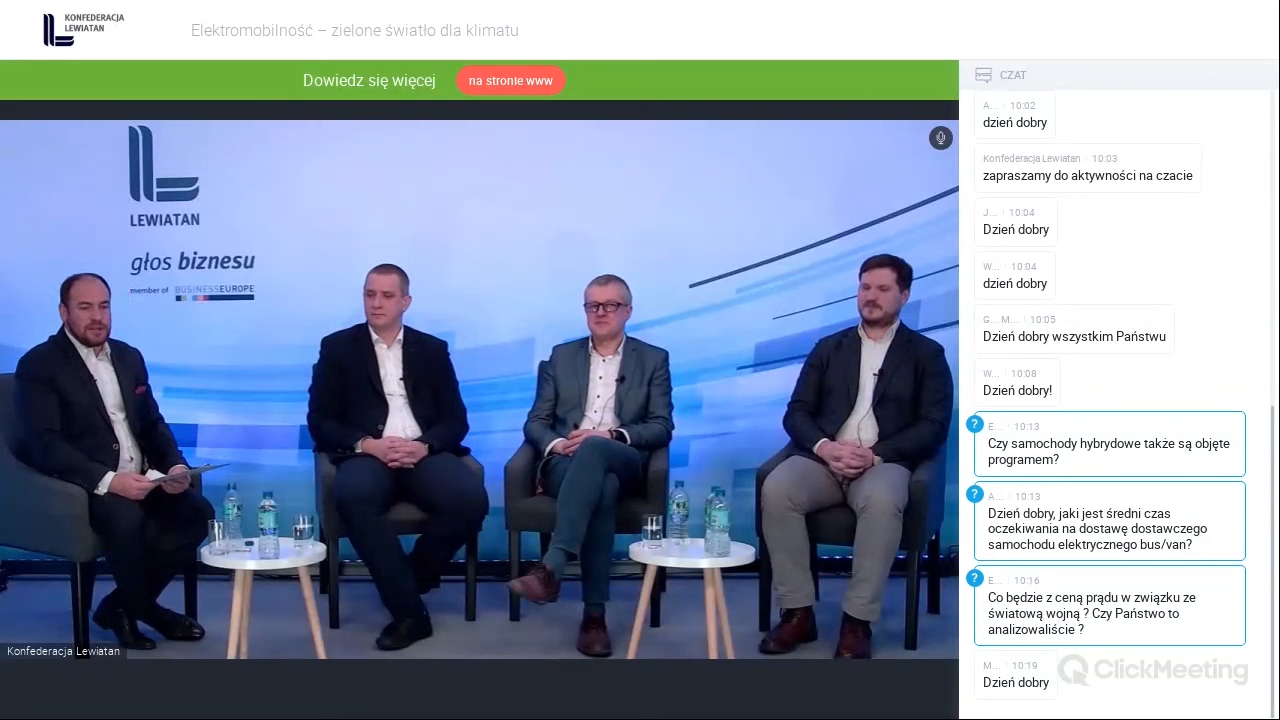 KONFEDERACJA
LEWIATAN
Elektromobilność – zielone światło dla klimatu
Dowiedz się więcej
na stronie www
LEWIATAN
głos biznesu
member of BUSINESSEUROPE
Konfederacja Lewiatan
CZAT
A... 10:02
dzień dobry
Konfederacja Lewiatan 10:03
zapraszamy do aktywności na czacie
J... 10:04
Dzień dobry
W... 10:04
dzień dobry
G... M... 10:05
Dzień dobry wszystkim Państwu
W... 10:08
Dzień dobry!
?
E... 10:13
Czy samochody hybrydowe także są objęte
programem?
?
A... 10:13
Dzień dobry, jaki jest średni czas
oczekiwania na dostawę dostawczego
samochodu elektrycznego bus/van?
?
E... 10:16
Co będzie z ceną prądu w związku ze
światową wojną ? Czy Państwo to
analizowaliście ?
M... 10:19
Dzień dobry
ClickMeeting